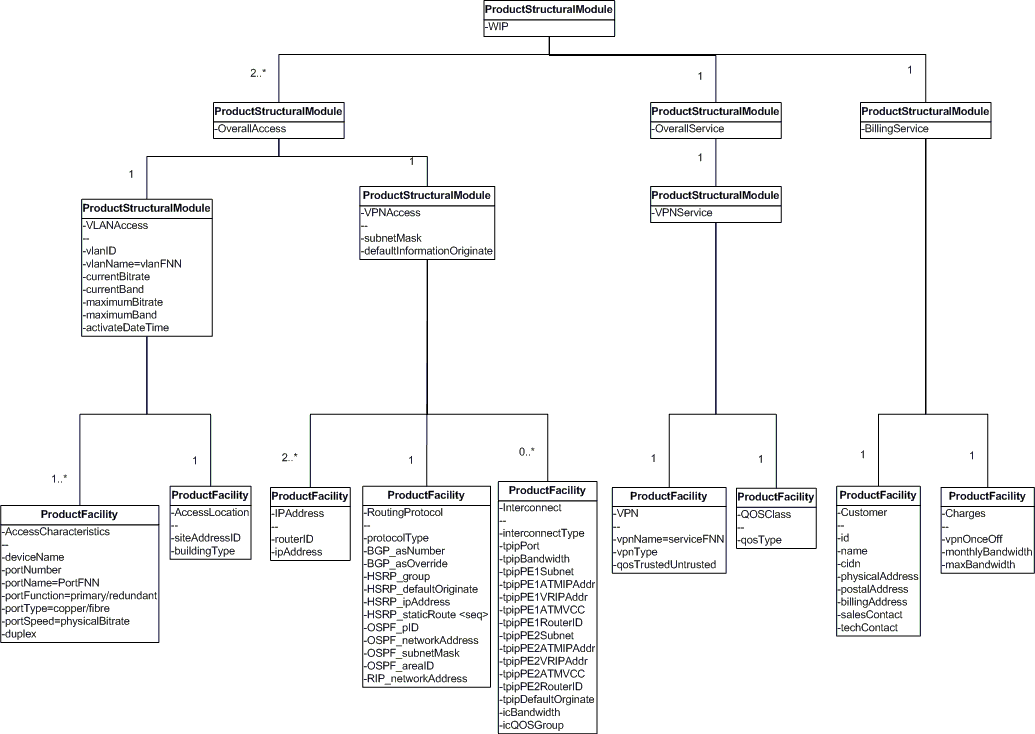 ProductStructuralModule
-WIP
2..*
1
1
ProductStructuralModule
-OverallAccess
ProductStructuralModule
-OverallService
ProductStructuralModule
-BillingService
1
1
1
ProductStructuralModule
-VLANAccess
--
-vlanID
-vlanName=vlanFNN
-currentBitrate
-currentBand
-maximumBitrate
-maximumBand
-activateDateTime
ProductStructuralModule
-VPNAccess
--
-subnetMask
-defaultInformationOriginate
ProductStructuralModule
-VPNService
1..*
1
2..*
1
0..*
1
1
1
1
ProductFacility
-AccessCharacteristics
--
-deviceName
-portNumber
-portName=PortFNN
-portFunction=primary/redundant
-portType=copper/fibre
-portSpeed=physicalBitrate
-duplex
ProductFacility
-AccessLocation
--
-siteAddressID
-buildingType
ProductFacility
-IPAddress
--
-routerID
-ipAddress
ProductFacility
-RoutingProtocol
--
-protocolType
-BGP_asNumber
-BGP_asOverride
-HSRP_group
-HSRP_defaultOriginate
-HSRP_ipAddress
-HSRP_staticRoute <seq>
-OSPF_pID
-OSPF_networkAddress
-OSPF_subnetMask
-OSPF_areaID
-RIP_networkAddress
ProductFacility
-Interconnect
--
-interconnectType
-tpipPort
-tpipBandwidth
-tpipPE1Subnet
-tpipPE1ATMIPAddr
-tpipPE1VRIPAddr
-tpipPE1ATMVCC
-tpipPE1RouterID
-tpipPE2Subnet
-tpipPE2ATMIPAddr
-tpipPE2VRIPAddr
-tpipPE2ATMVCC
-tpipPE2RouterID
-tpipDefaultOrginate
-icBandwidth
-icQOSGroup
ProductFacility
-VPN
--
-vpnName=serviceFNN
-vpnType
-qosTrustedUntrusted
ProductFacility
-QOSClass
--
-qosType
ProductFacility
-Customer
--
-id
-name
-cidn
-physicalAddress
-postalAddress
-billingAddress
-salesContact
-techContact
ProductFacility
-Charges
--
-vpnOnceOff
-monthlyBandwidth
-maxBandwidth